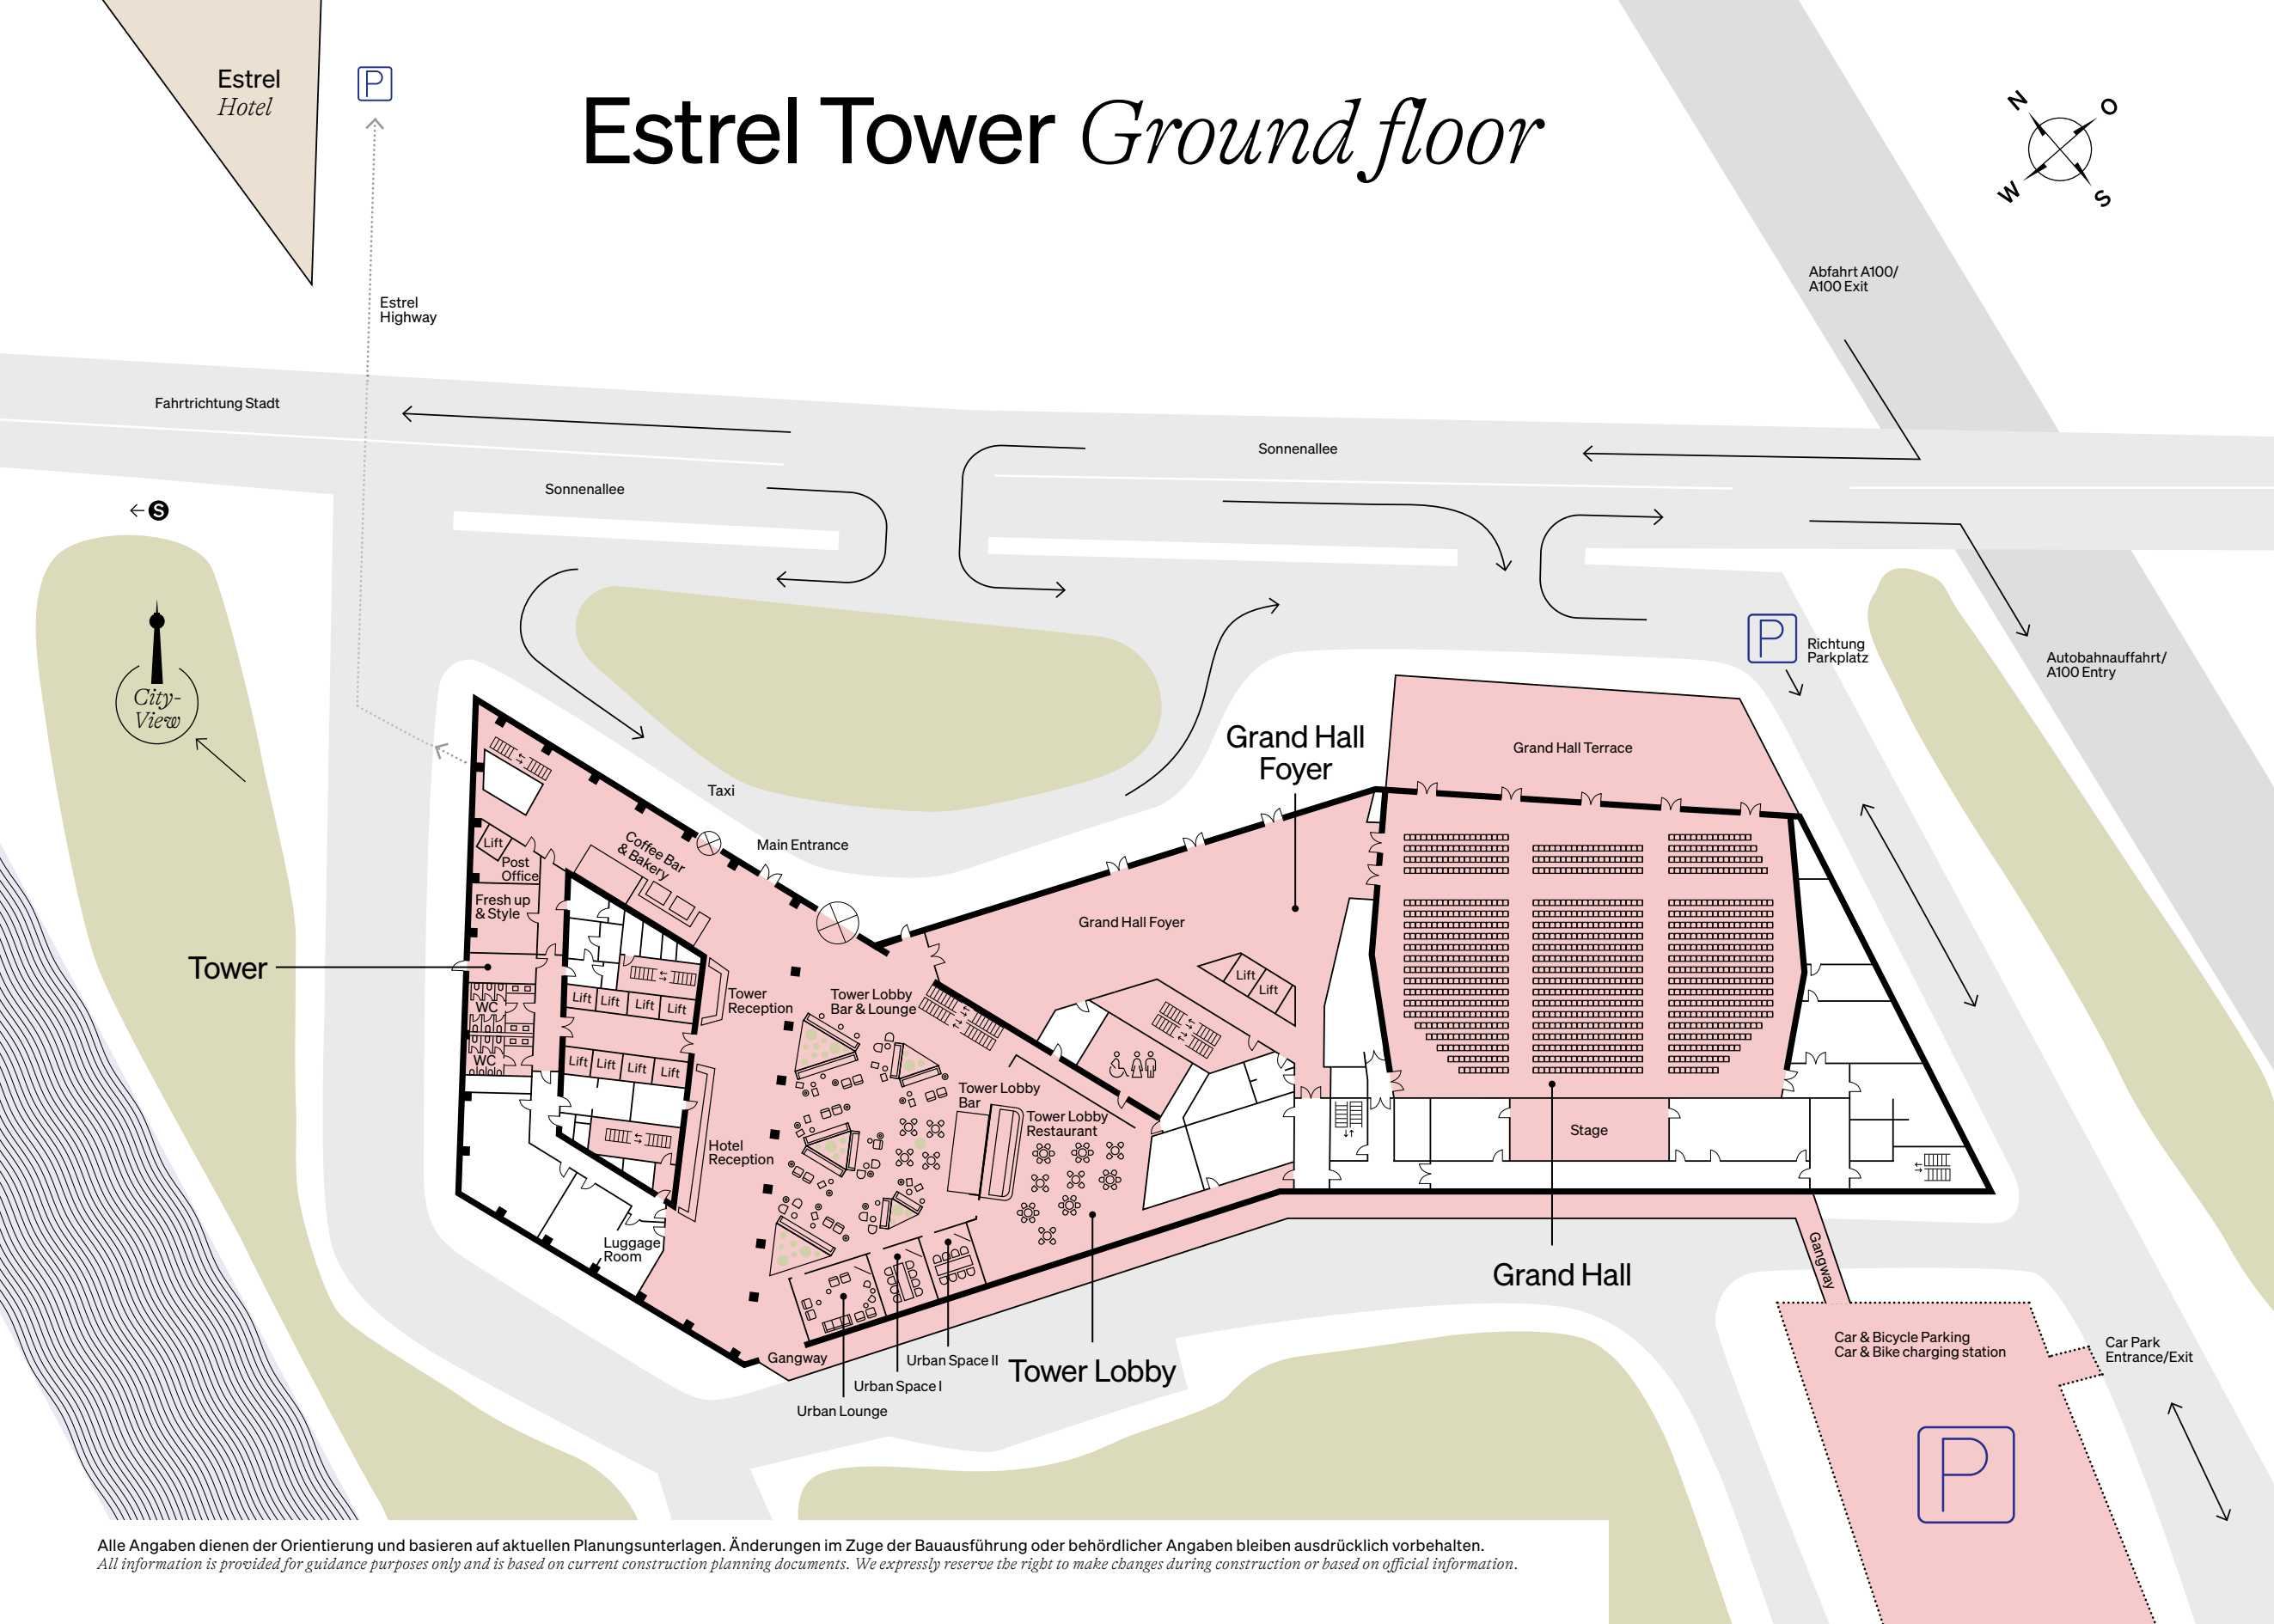 Estrel
Hotel
P
Estrel Tower Ground floor
N
O
W
S
Abfahrt A100/
A100 Exit
Estrel
Highway
Fahrtrichtung Stadt
Sonnenallee
Sonnenallee
S
P
Richtung
Parkplatz
Autobahnauffahrt/
A100 Entry
City-
View
Grand Hall
Foyer
Grand Hall Terrace
Taxi
Main Entrance
Coffee Bar
& Bakery
Lift
Post
Office
Fresh up
& Style
Grand Hall Foyer
Tower
Lift
Lift
WC
Lift
Lift
Lift
Lift
Tower
Reception
Tower Lobby
Bar & Lounge
WC
Lift
Lift
Lift
Lift
Tower Lobby
Bar
Tower Lobby
Restaurant
Stage
Hotel
Reception
Luggage
Room
Gangway
Grand Hall
Gangway
Urban Space II
Tower Lobby
Urban Space I
Urban Lounge
Car & Bicycle Parking
Car & Bike charging station
Car Park
Entrance/Exit
P
Alle Angaben dienen der Orientierung und basieren auf aktuellen Planungsunterlagen. Änderungen im Zuge der Bauausführung oder behördlicher Angaben bleiben ausdrücklich vorbehalten.
All information is provided for guidance purposes only and is based on current construction planning documents. We expressly reserve the right to make changes during construction or based on official information.